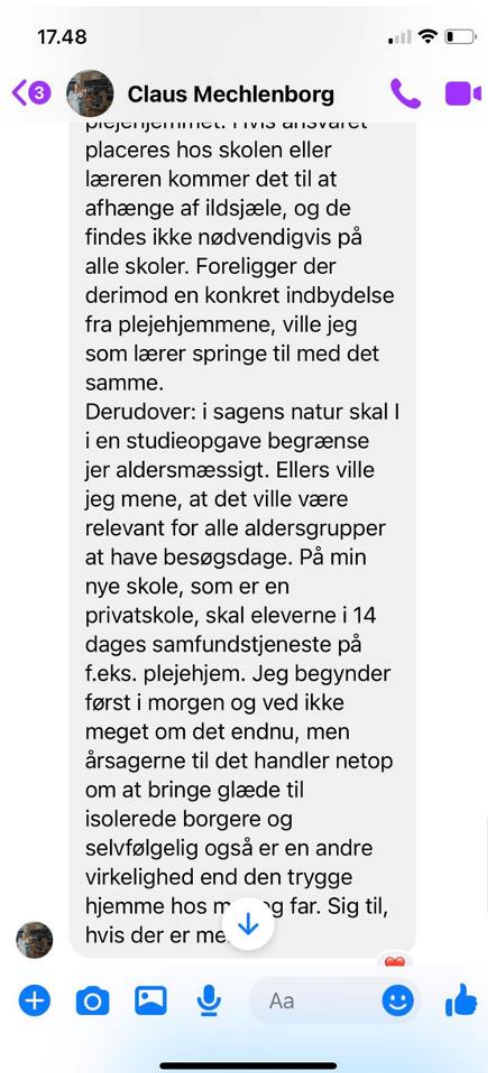 17.48
3
Claus Mechlenborg
placeres hos skolen eller
læreren kommer det til at
afhænge af ildsjæle, og de
findes ikke nødvendigvis på
alle skoler. Foreligger der
derimod en konkret indbydelse
fra plejehjemmene, ville jeg
som lærer springe til med det
samme.
Derudover: i sagens natur skal I
i en studieopgave begrænse
jer aldersmæssigt. Ellers ville
jeg mene, at det ville være
relevant for alle aldersgrupper
at have besøgsdage. På min
nye skole, som er en
privatskole, skal eleverne i 14
dages samfundstjeneste på
f.eks. plejehjem. Jeg begynder
først i morgen og ved ikke
meget om det endnu, men
årsagerne til det handler netop
om at bringe glæde til
isolerede borgere og
selvfølgelig også er en andre
virkelighed end den trygge
hjemme hos far. Sig til,
hvis der er
Aa